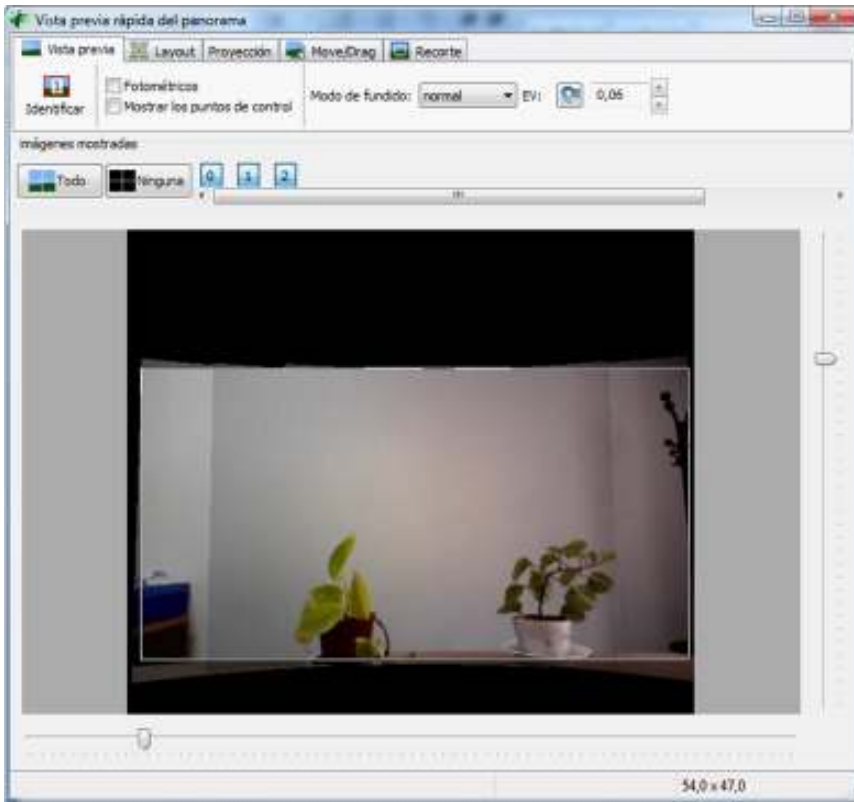 Vista previa rápida del panorama
Vista previa Layout Proyección Move/Drag Recorte
Identificar
Fotométricos
Mostrar los puntos de control
Modo de fundido: normal EV: 0,06
mágenes mostradas
Todo Ninguna 0 1 2
54,0 x 47,0